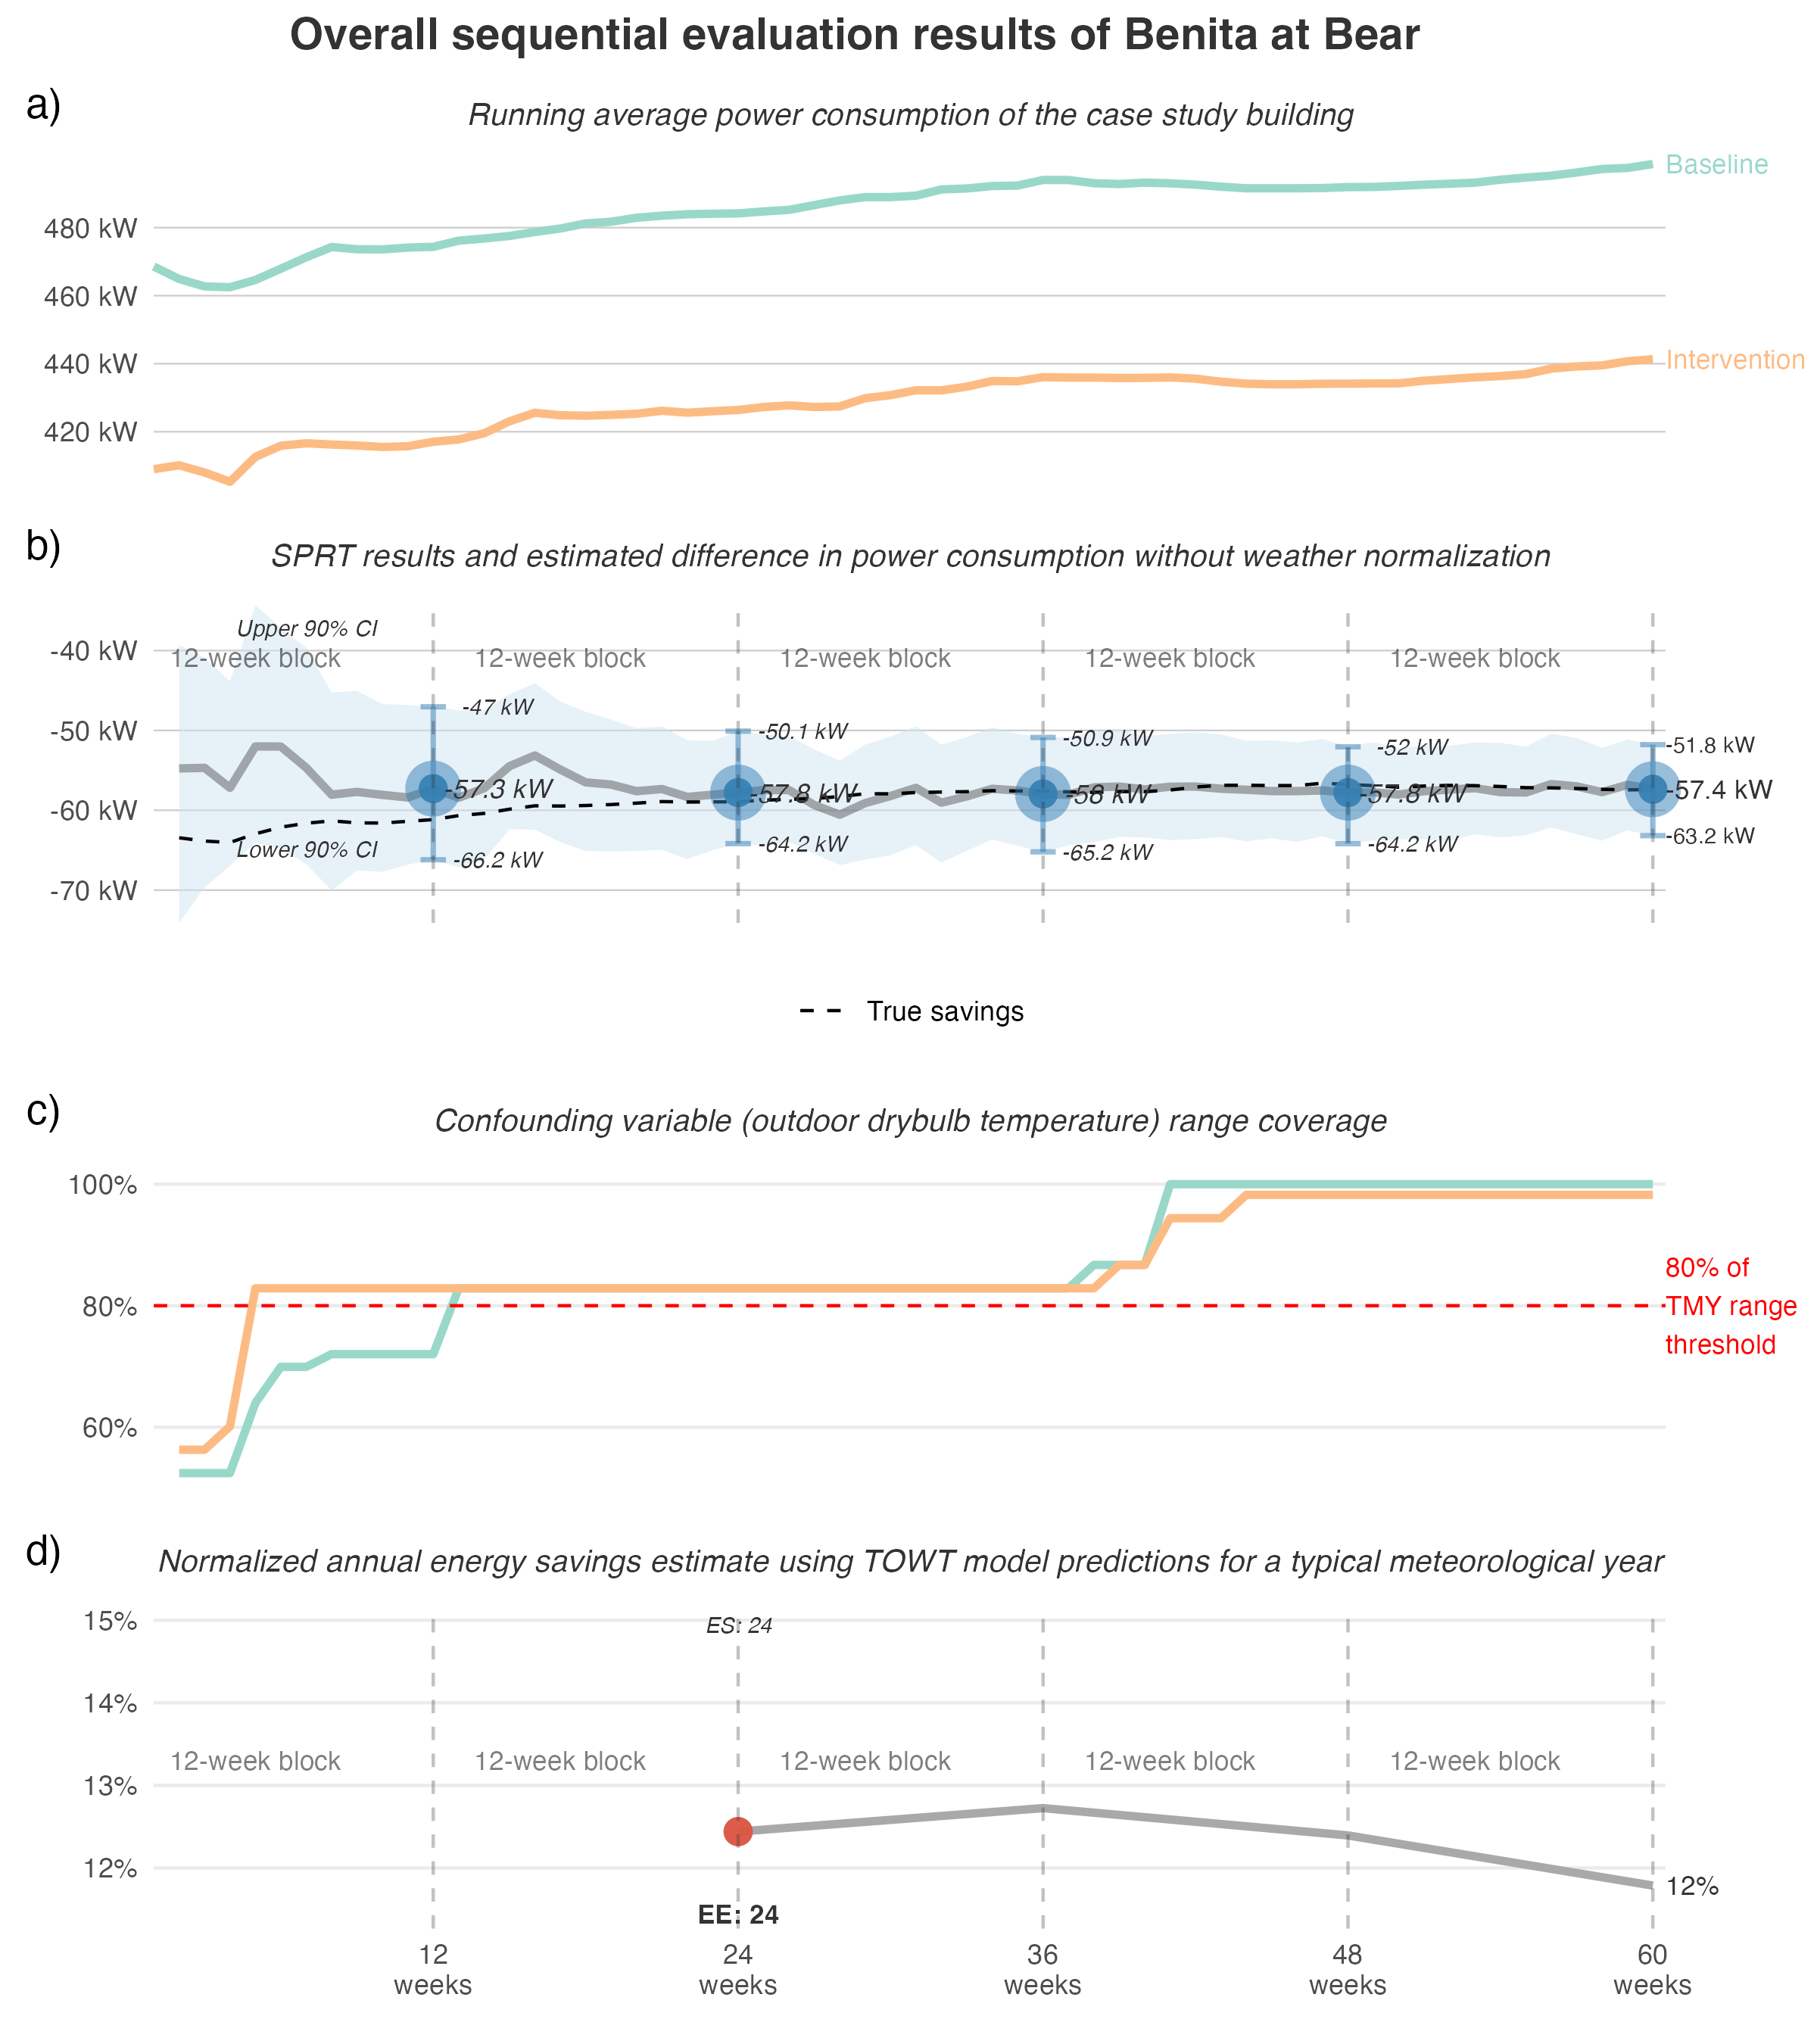 Overall sequential evaluation results of Benita at Bear
a)
Running average power consumption of the case study building
Baseline
480 kW
460 kW
440 kW
Intervention
420 kW
b)
SPRT results and estimated difference in power consumption without weather normalization
Upper 90% CI
-40 kW
12-week block
12-week block
12-week block
12-week block
12-week block
-47 kW
-50 kW
-50.1 kW
-50.9 kW
-52 kW
-51.8 kW
-57.3 kW
-57.8 kW
-58 kW
-57.8 kW
-57.4 kW
-60 kW
Lower 90% CI
-66.2 kW
-64.2 kW
-65.2 kW
-64.2 kW
-63.2 kW
-70 kW
True savings
c)
Confounding variable (outdoor drybulb temperature) range coverage
100%
80%
60%
80% of
TMY range
threshold
d)
Normalized annual energy savings estimate using TOWT model predictions for a typical meteorological year
15%
ES: 24
14%
12-week block
12-week block
12-week block
12-week block
12-week block
13%
12%
12%
EE: 24
12
weeks
24
weeks
36
weeks
48
weeks
60
weeks